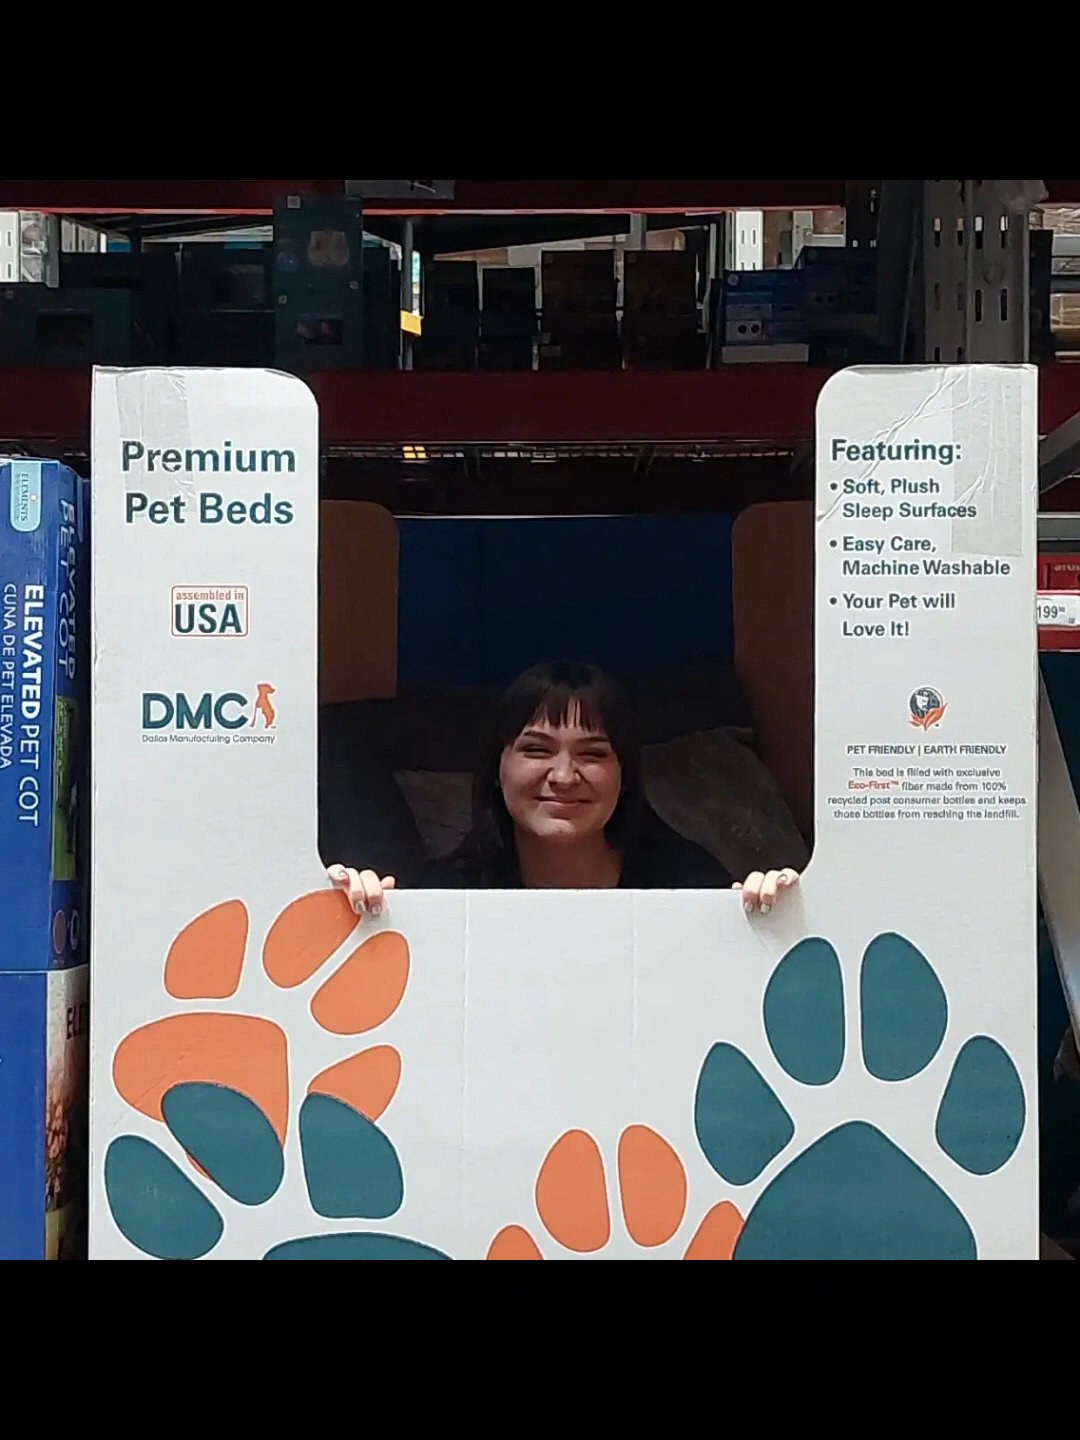 Premium
Pet Beds
assembled in
USA
DMC
Dallas Manufacturing Company
Featuring:
• Soft, Plush
Sleep Surfaces
• Easy Care,
Machine Washable
• Your Pet will
Love It!
PET FRIENDLY | EARTH FRIENDLY
This bed is filled with exclusive
Eco-First™ fiber made from 100%
recycled post consumer bottles and keeps
those bottles from reaching the landfill.
ELEMENTS
ELEVATED
PET COT
ELEVATED PET COT
CUNA DE PET ELEVADA
199